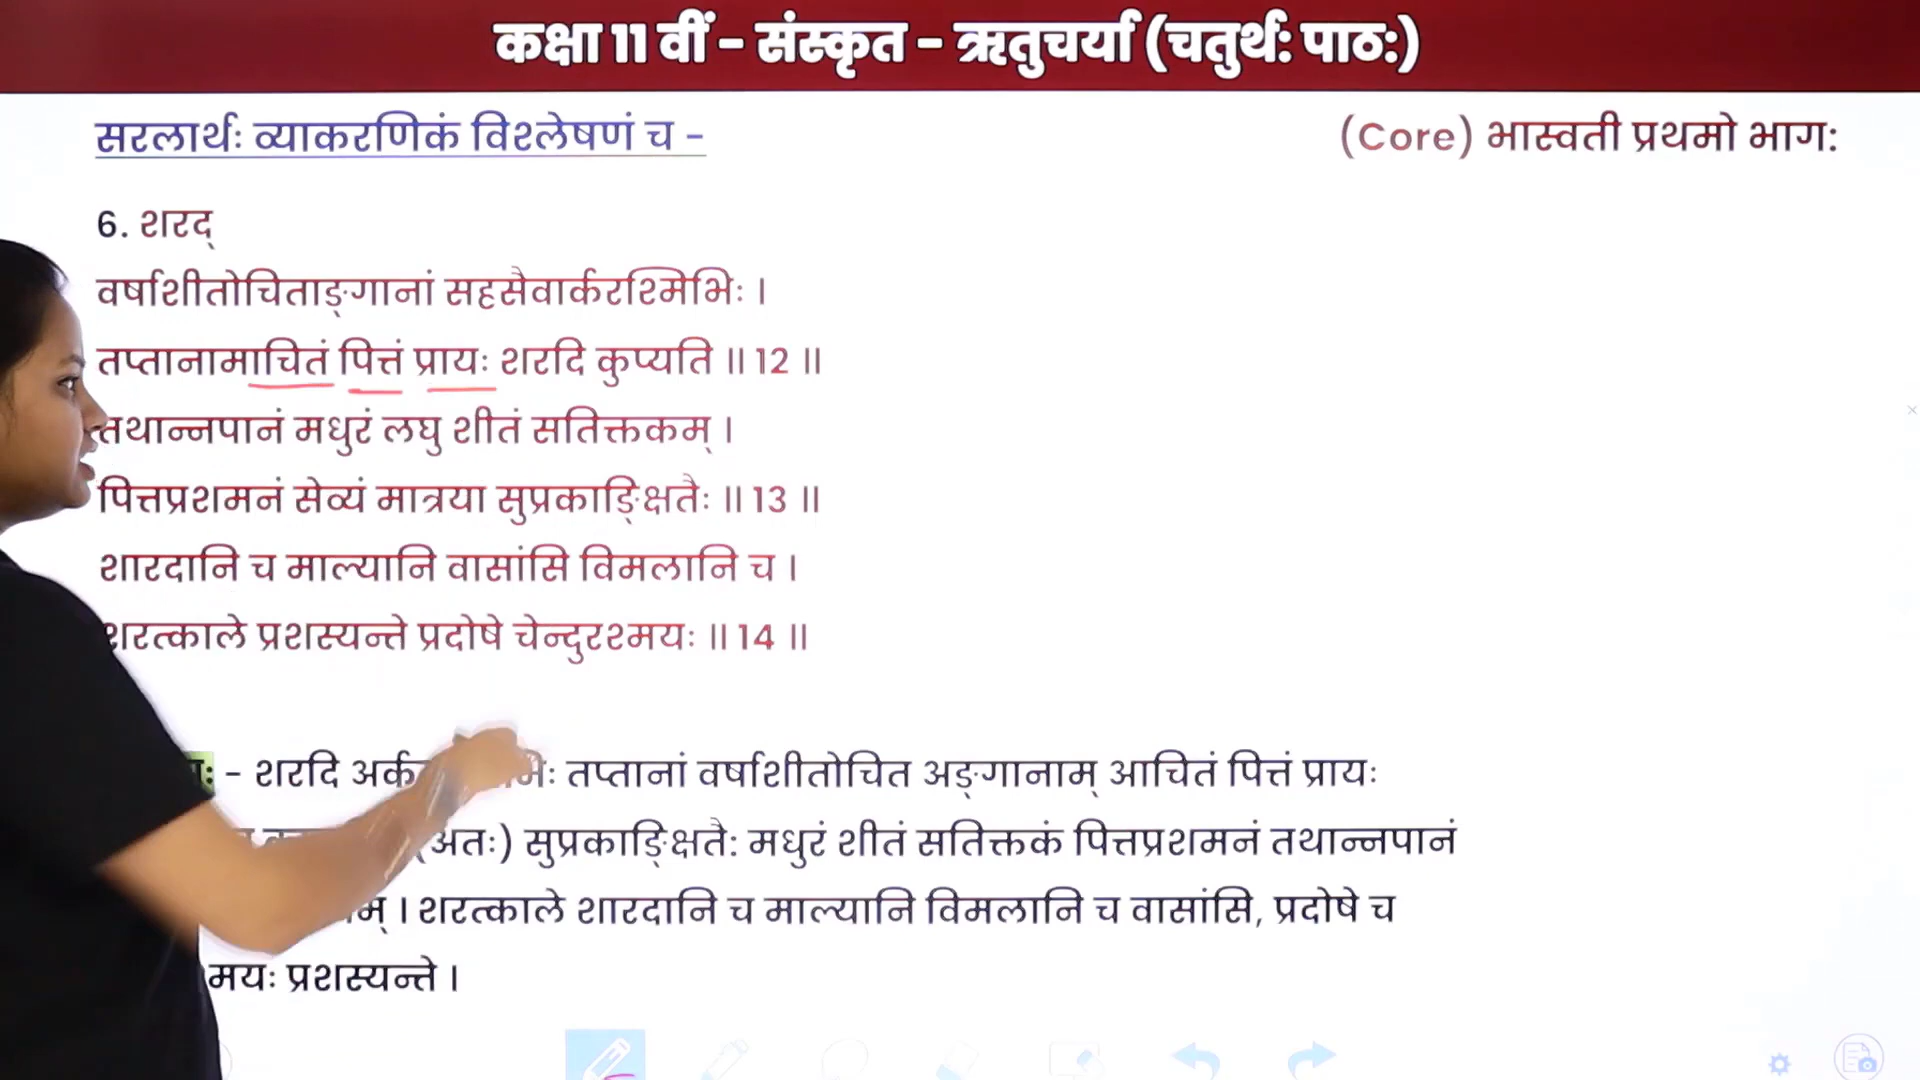 कक्षा 11 वीं - संस्कृत - ऋतुचर्या (चतुर्थ: पाठ:)
सरलार्थः व्याकरणिकं विश्लेषणं च -
(Core) भास्वती प्रथमो भाग:
6. शरद्
वर्षाशीतोचिताङ्गानां सहसैवार्करश्मिभिः ।
तप्तानामाचितं पित्तं प्रायः शरदि कुप्यति ॥ 12 ॥
तथान्नपानं मधुरं लघु शीतं सतिक्तकम् ।
पित्तप्रशमनं सेव्यं मात्रया सुप्रकाङ्क्षितैः ॥ 13 ॥
शारदानि च माल्यानि वासांसि विमलानि च ।
शरत्काले प्रशस्यन्ते प्रदोषे चेन्दुरश्मयः ॥ 14 ॥
- शरदि तप्तानां वर्षाशीतोचित अङ्गानाम् आचितं पित्तं प्रायः
(अतः) सुप्रकाङ्क्षितै: मधुरं शीतं सतिक्तकं पित्तप्रशमनं तथान्नपानं
। शरत्काले शारदानि च माल्यानि विमलानि च वासांसि, प्रदोषे च
प्रशस्यन्ते ।